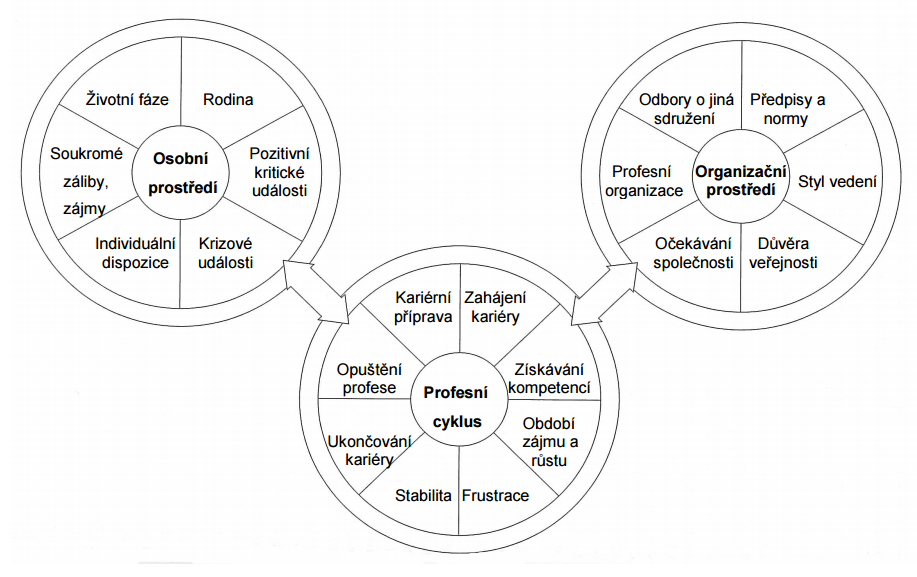 Osobní
prostředí
Životní fáze
Rodina
Pozitivní
kritické
události
Krizové
události
Individuální
dispozice
Soukromé
záliby,
zájmy
Organizační
prostředí
Odbory o jiná
sdružení
Předpisy a
normy
Styl vedení
Důvěra
veřejnosti
Očekávání
společnosti
Profesní
organizace
Profesní
cyklus
Kariérní
příprava
Zahájení
kariéry
Získávání
kompetencí
Období
zájmu a
růstu
Frustrace
Stabilita
Ukončování
kariéry
Opuštění
profese